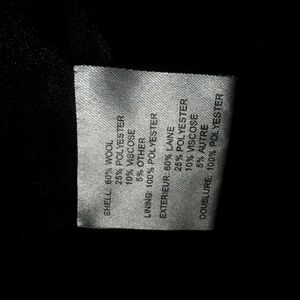 SHELL: 60% WOOL
25% POLYESTER
10% VISCOSE
5% OTHER
LINING: 100% POLYESTER
EXTERIEUR: 60% LAINE
25% POLYESTER
10% VISCOSE
5% AUTRE
DOUBLURE: 100% POLYESTER